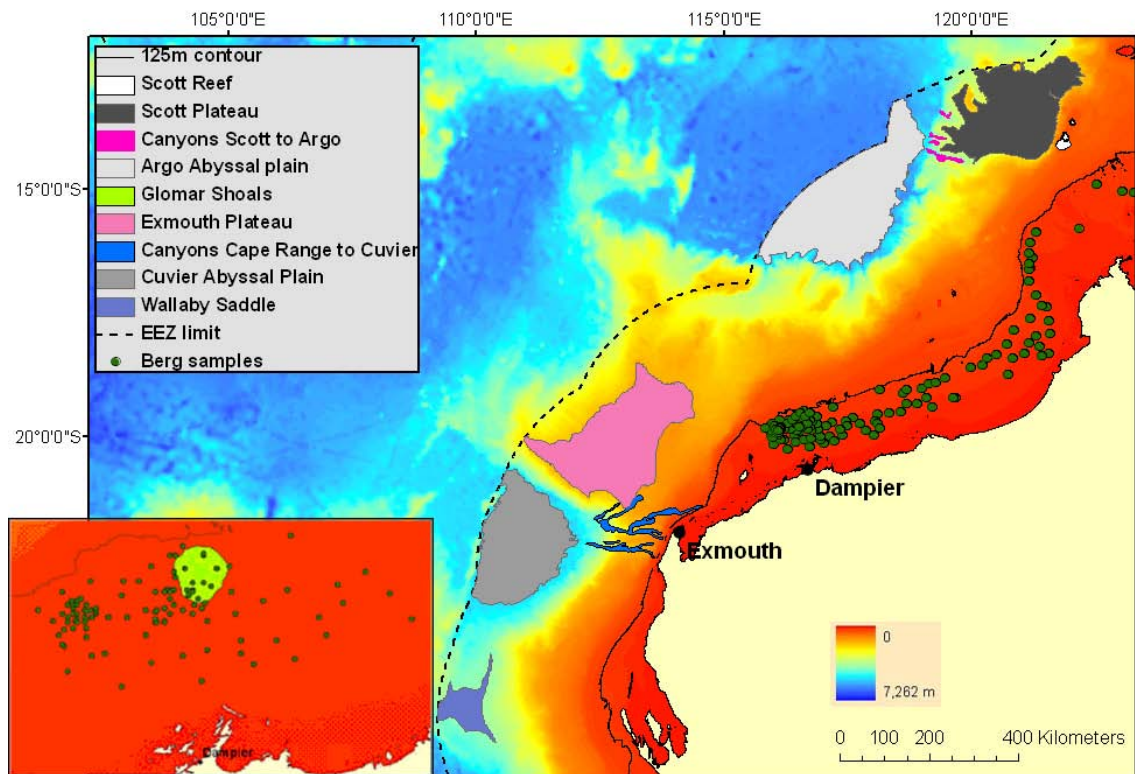 105°0'0"E
110°0'0"E
115°0'0"E
120°0'0"E
125m contour
Scott Reef
Scott Plateau
Canyons Scott to Argo
Argo Abyssal plain
Glomar Shoals
Exmouth Plateau
Canyons Cape Range to Cuvier
Cuvier Abyssal Plain
Wallaby Saddle
EEZ limit
Berg samples
15°0'0"S
20°0'0"S
Dampier
Exmouth
Dampier
0
7,262 m
0 100 200 400 Kilometers